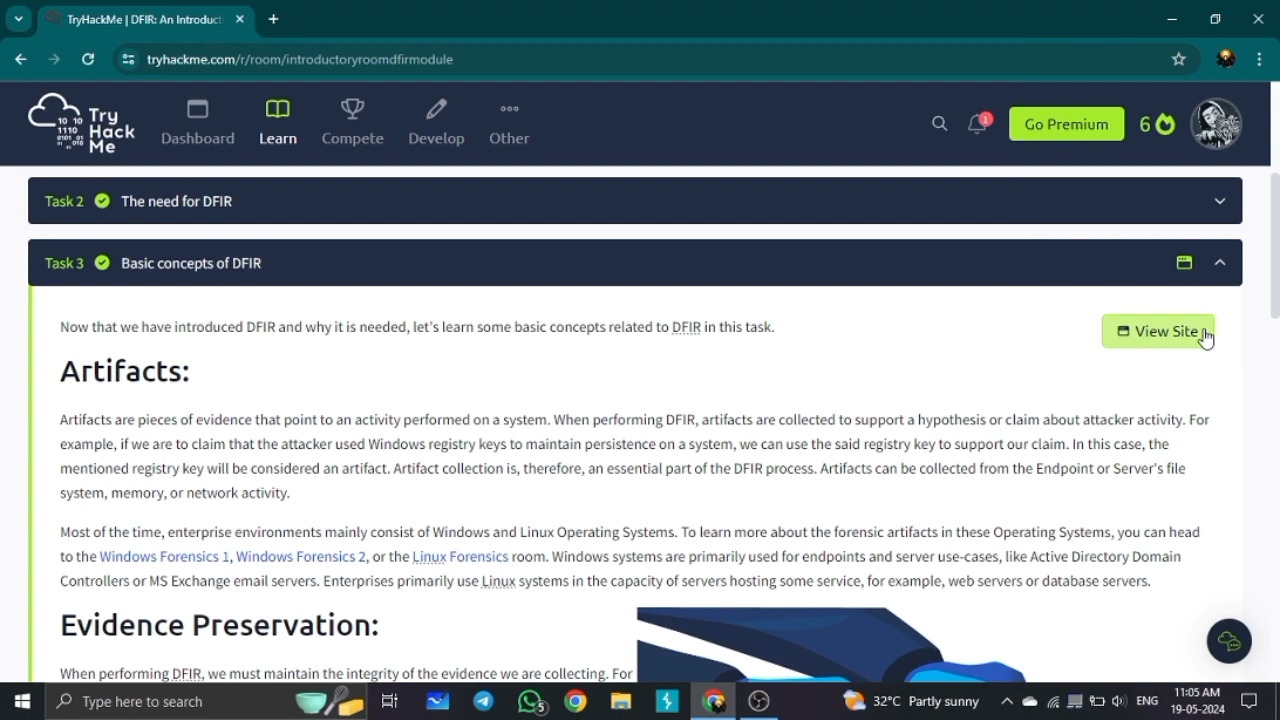 TryHackMe | DFIR: An Introduct
tryhackme.com/r/room/introductoryroomdfirmodule
Try Hack Me
Dashboard
Learn
Compete
Develop
Other
1
Go Premium
6
Task 2 The need for DFIR
Task 3 Basic concepts of DFIR
Now that we have introduced DFIR and why it is needed, let's learn some basic concepts related to DFIR in this task.
View Site
Artifacts:
Artifacts are pieces of evidence that point to an activity performed on a system. When performing DFIR, artifacts are collected to support a hypothesis or claim about attacker activity. For
example, if we are to claim that the attacker used Windows registry keys to maintain persistence on a system, we can use the said registry key to support our claim. In this case, the
mentioned registry key will be considered an artifact. Artifact collection is, therefore, an essential part of the DFIR process. Artifacts can be collected from the Endpoint or Server's file
system, memory, or network activity.
Most of the time, enterprise environments mainly consist of Windows and Linux Operating Systems. To learn more about the forensic artifacts in these Operating Systems, you can head
to the Windows Forensics 1, Windows Forensics 2, or the Linux Forensics room. Windows systems are primarily used for endpoints and server use-cases, like Active Directory Domain
Controllers or MS Exchange email servers. Enterprises primarily use Linux systems in the capacity of servers hosting some service, for example, web servers or database servers.
Evidence Preservation:
When performing DFIR, we must maintain the integrity of the evidence we are collecting. For
Type here to search
5
32°C Partly sunny
ENG
11:05 AM
19-05-2024